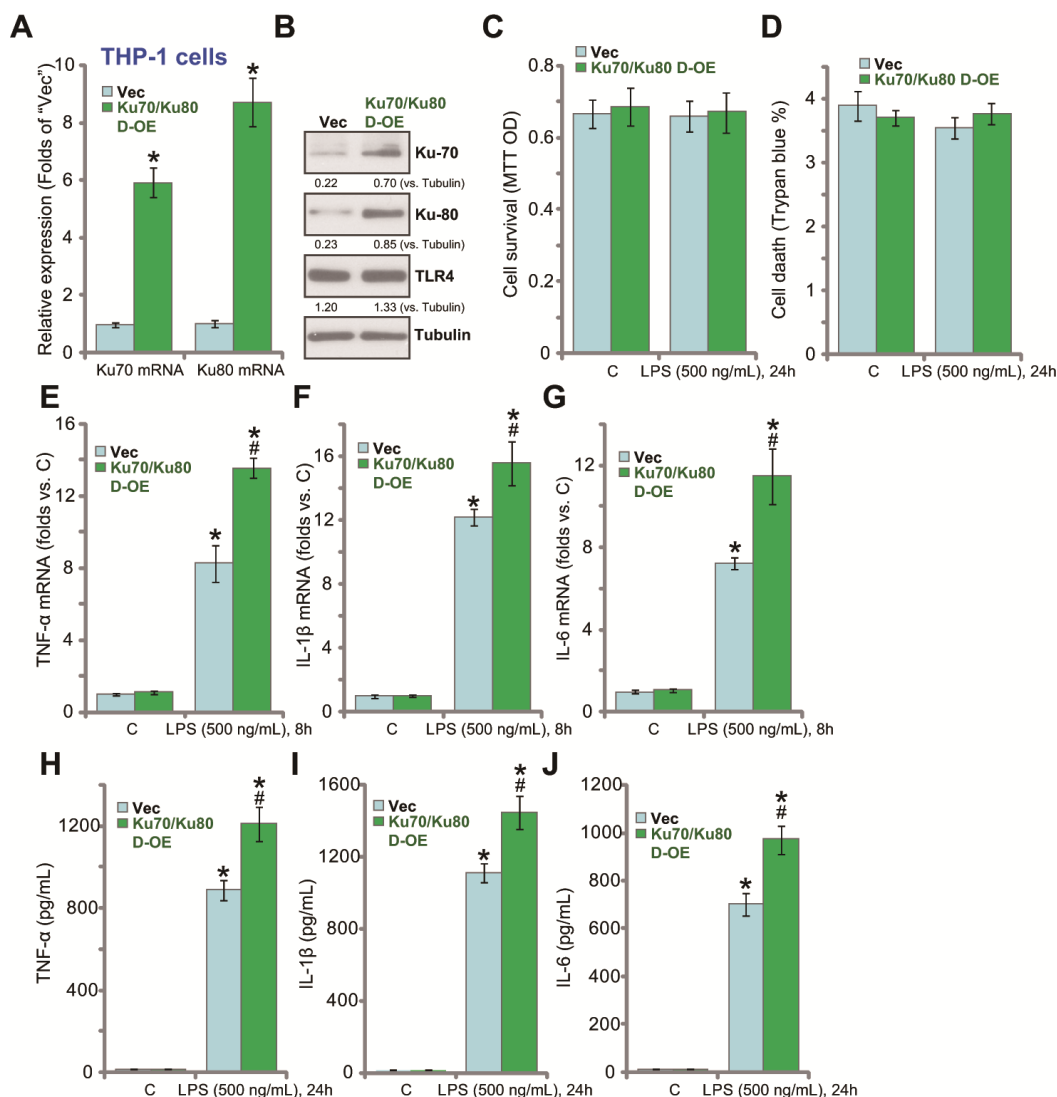 A
THP-1 cells
Relative expression (Folds of “Vec”)
10
8
6
4
2
0
Vec
Ku70/Ku80
D-OE
*
*
Ku70 mRNA
Ku80 mRNA
B
Vec
Ku70/Ku80
D-OE
Ku-70
0.22
0.70 (vs. Tubulin)
Ku-80
0.23
0.85 (vs. Tubulin)
TLR4
1.20
1.33 (vs. Tubulin)
Tubulin
C
Vec
Ku70/Ku80 D-OE
Cell survival (MTT OD)
0.8
0.6
0.4
0.2
0
C
LPS (500 ng/mL), 24h
D
Vec
Ku70/Ku80 D-OE
Cell daath (Trypan blue %)
5
4
3
2
1
0
C
LPS (500 ng/mL), 24h
E
Vec
Ku70/Ku80
D-OE
TNF-α mRNA (folds vs. C)
16
12
8
4
0
*
*
#
C
LPS (500 ng/mL), 8h
F
Vec
Ku70/Ku80
D-OE
IL-1β mRNA (folds vs. C)
16
12
8
4
0
*
*
#
C
LPS (500 ng/mL), 8h
G
Vec
Ku70/Ku80
D-OE
IL-6 mRNA (folds vs. C)
12
8
4
0
*
*
#
C
LPS (500 ng/mL), 8h
H
Vec
Ku70/Ku80
D-OE
TNF-α (pg/mL)
1200
800
400
0
*
*
#
C
LPS (500 ng/mL), 24h
I
Vec
Ku70/Ku80
D-OE
IL-1β (pg/mL)
1600
1200
800
400
0
*
*
#
C
LPS (500 ng/mL), 24h
J
Vec
Ku70/Ku80
D-OE
IL-6 (pg/mL)
1200
1000
800
600
400
200
0
*
*
#
C
LPS (500 ng/mL), 24h